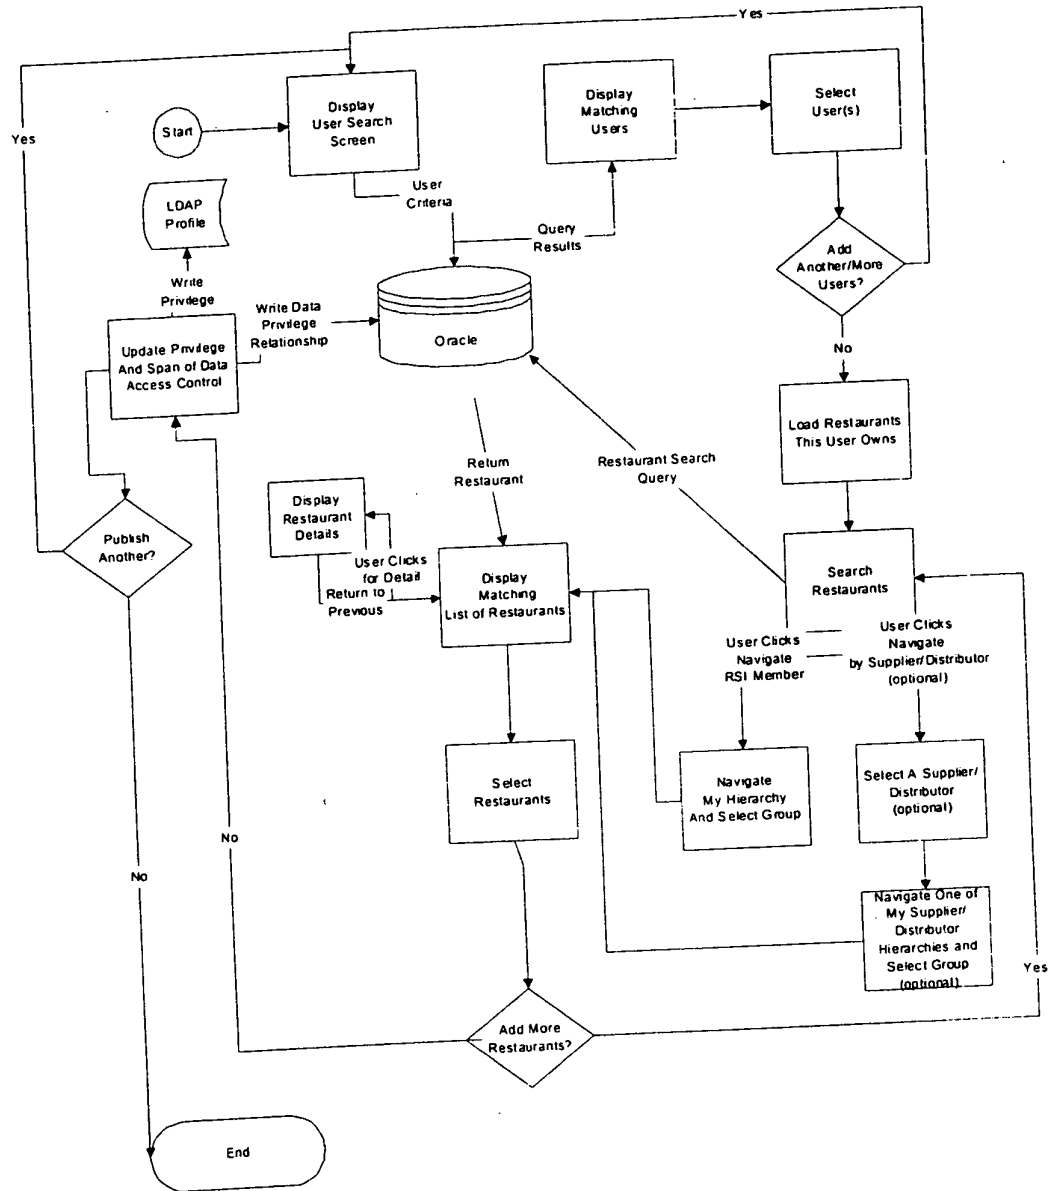 Yes
Yes
Start
Display
User Search
Screen
Display
Matching
Users
Select
User(s)
LDAP
Profile
User
Criteria
Query
Results
Add
Another/More
Users?
Write
Privilege
Write Data
Privilege
Relationship
Oracle
Update Privilege
And Span of Data
Access Control
No
Load Restaurants
This User Owns
Return
Restaurant
Restaurant Search
Query
Display
Restaurant
Details
Publish
Another?
User Clicks
for Detail
Return to
Previous
Display
Matching
List of Restaurants
Search
Restaurants
User Clicks
Navigate
RSI Member
User Clicks
Navigate
by Supplier/Distributor
(optional)
Select
Restaurants
Navigate
My Hierarchy
And Select Group
Select A Supplier/
Distributor
(optional)
No
No
Navigate One of
My Supplier/
Distributor
Hierarchies and
Select Group
(optional)
Yes
Add More
Restaurants?
End